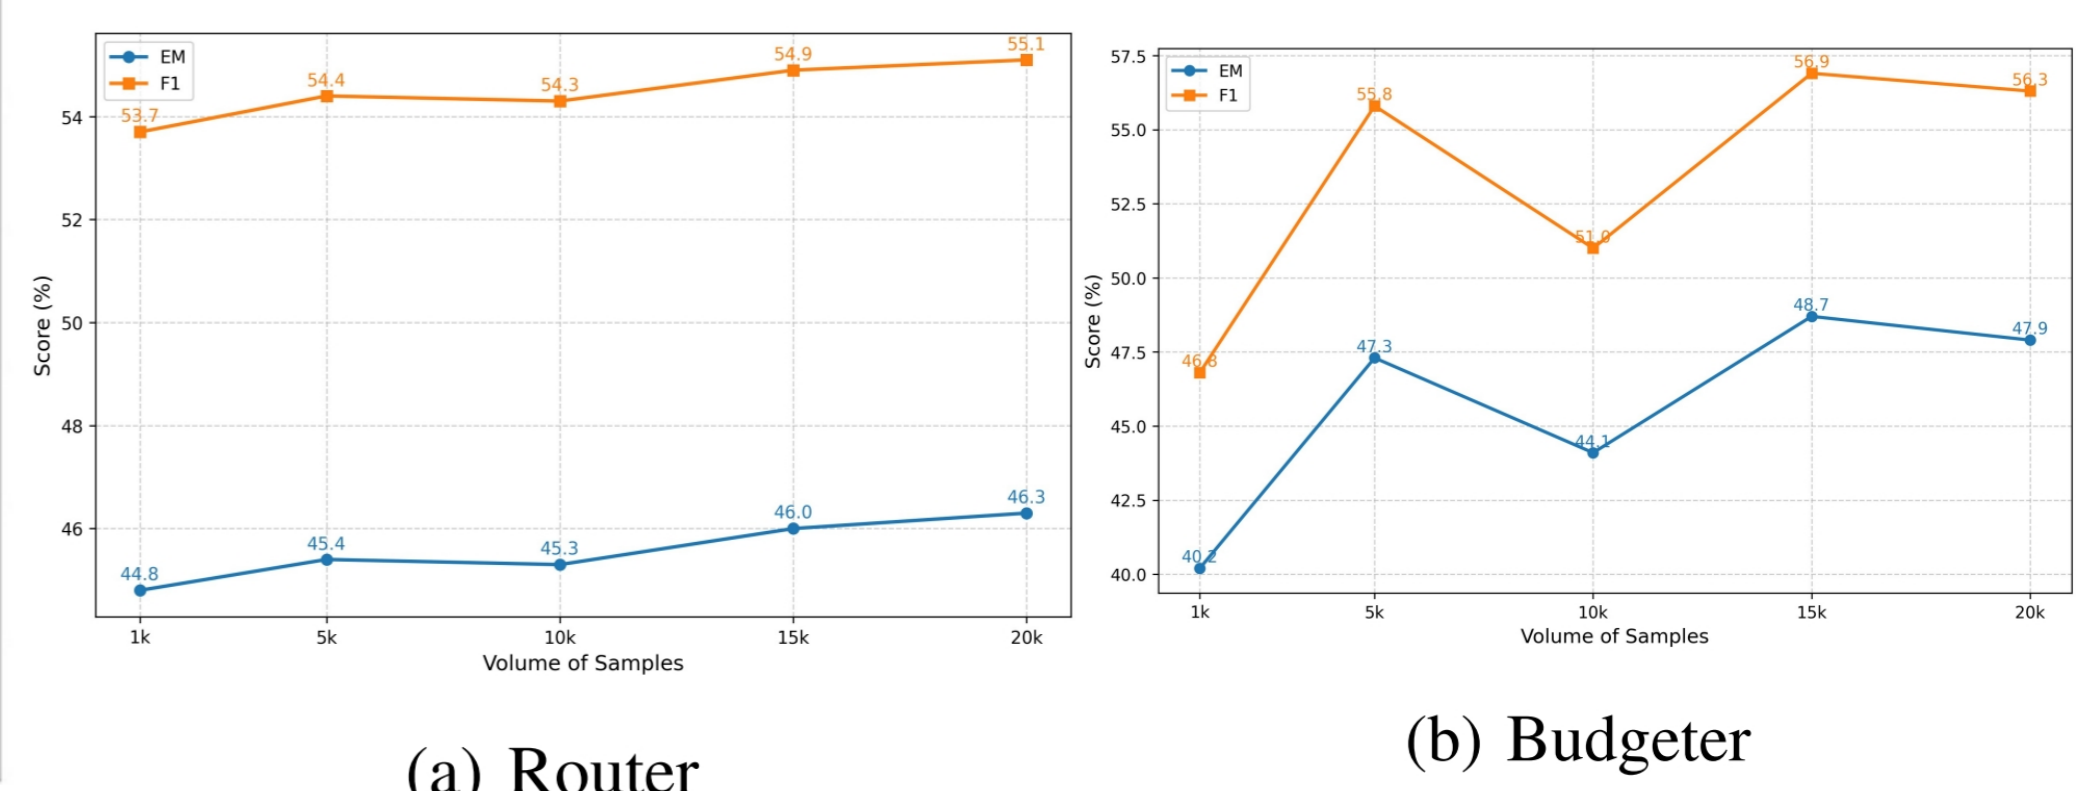 EM
F1
55.1
54.9
54.4
54.3
53.7
54
52
50
48
46
46.3
46.0
45.4
45.3
44.8
Score (%)
1k 5k 10k 15k 20k
Volume of Samples
(a) Router
EM
F1
57.5
55.0
52.5
50.0
47.5
45.0
42.5
40.0
56.9
56.3
55.8
51.0
46.8
48.7
47.9
47.3
44.1
40.2
Score (%)
1k 5k 10k 15k 20k
Volume of Samples
(b) Budgeter